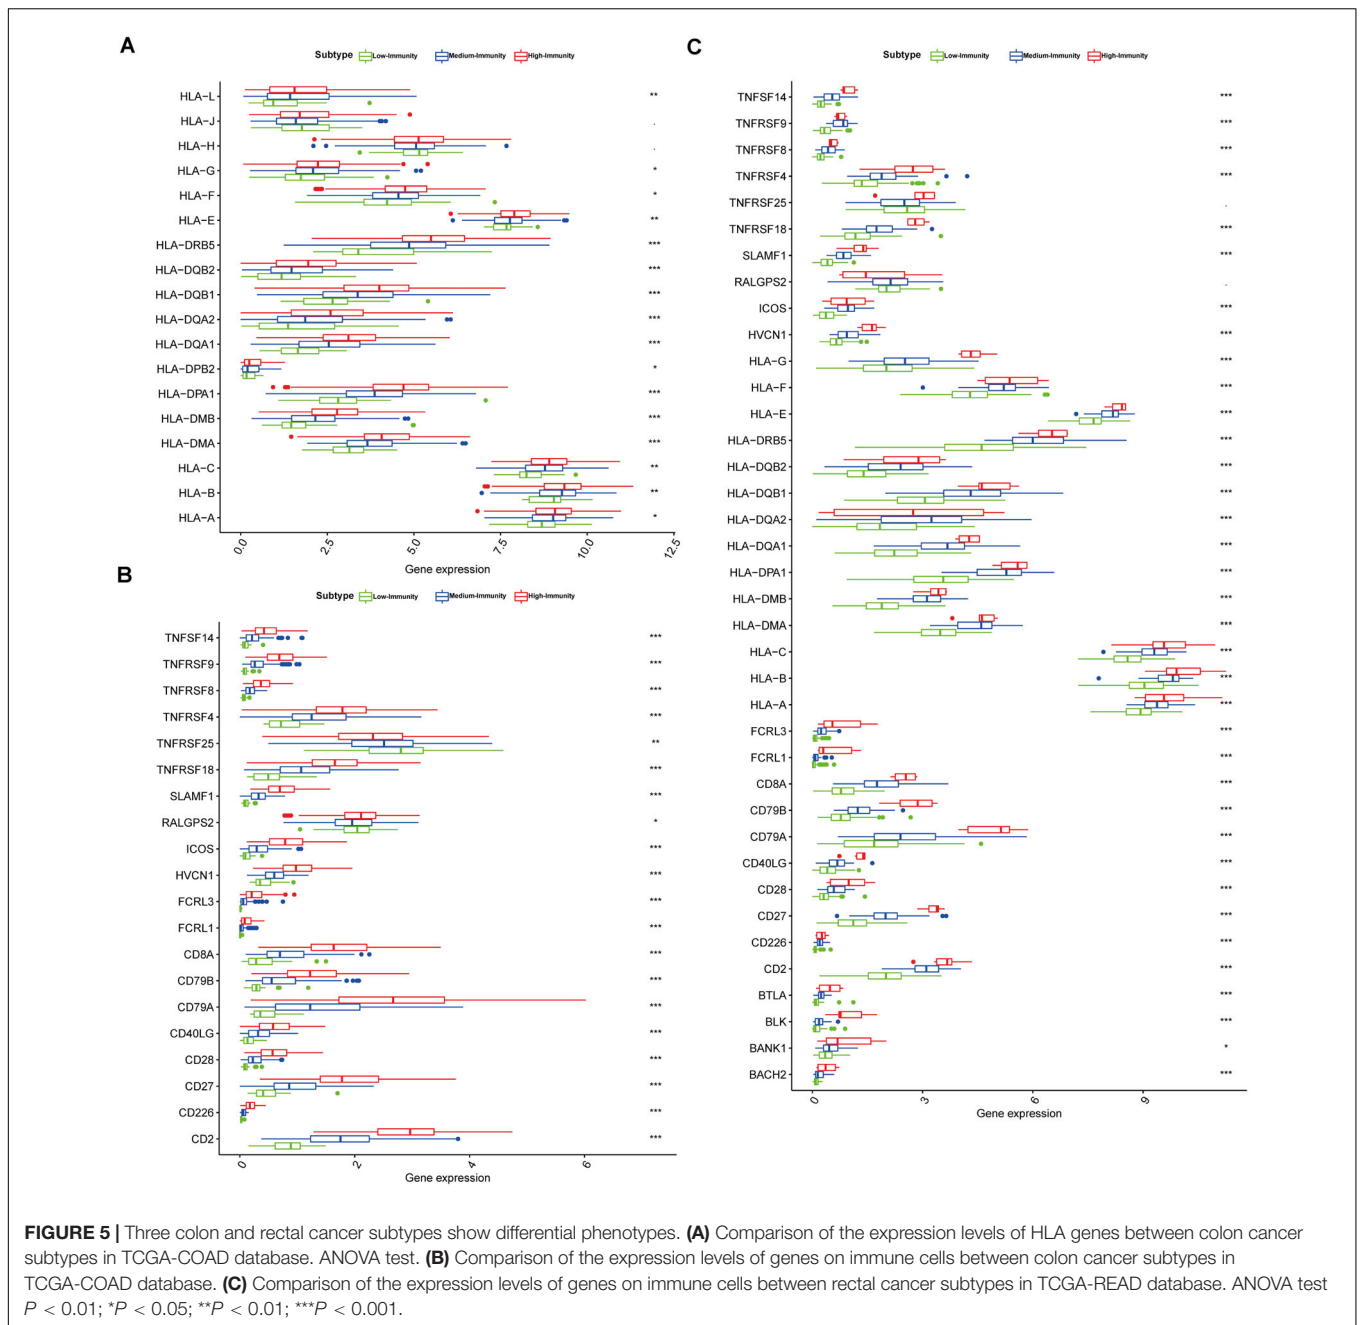 A
Subtype Low-Immunity Medium-Immunity High-Immunity
HLA-L **
HLA-J .
HLA-H .
HLA-G *
HLA-F *
HLA-E **
HLA-DRB5 ***
HLA-DQB2 ***
HLA-DQB1 ***
HLA-DQA2 ***
HLA-DQA1 ***
HLA-DPB2 *
HLA-DPA1 ***
HLA-DMB ***
HLA-DMA ***
HLA-C **
HLA-B **
HLA-A *
0.0 2.5 5.0 7.5 10.0 12.5
Gene expression
B
Subtype Low-Immunity Medium-Immunity High-Immunity
TNFSF14 ***
TNFRSF9 ***
TNFRSF8 ***
TNFRSF4 ***
TNFRSF25 **
TNFRSF18 ***
SLAMF1 ***
RALGPS2 *
ICOS ***
HVCN1 ***
FCRL3 ***
FCRL1 ***
CD8A ***
CD79B ***
CD79A ***
CD40LG ***
CD28 ***
CD27 ***
CD226 ***
CD2 ***
0 2 4 6
Gene expression
C
Subtype Low-Immunity Medium-Immunity High-Immunity
TNFSF14 ***
TNFRSF9 ***
TNFRSF8 ***
TNFRSF4 ***
TNFRSF25 .
TNFRSF18 ***
SLAMF1 ***
RALGPS2 .
ICOS ***
HVCN1 ***
HLA-G ***
HLA-F ***
HLA-E ***
HLA-DRB5 ***
HLA-DQB2 ***
HLA-DQB1 ***
HLA-DQA2 ***
HLA-DQA1 ***
HLA-DPA1 ***
HLA-DMB ***
HLA-DMA ***
HLA-C ***
HLA-B ***
HLA-A ***
FCRL3 ***
FCRL1 ***
CD8A ***
CD79B ***
CD79A ***
CD40LG ***
CD28 ***
CD27 ***
CD226 ***
CD2 ***
BTLA ***
BLK ***
BANK1 *
BACH2 ***
0 3 6 9
Gene expression
FIGURE 5 | Three colon and rectal cancer subtypes show differential phenotypes. (A) Comparison of the expression levels of HLA genes between colon cancer
subtypes in TCGA-COAD database. ANOVA test. (B) Comparison of the expression levels of genes on immune cells between colon cancer subtypes in
TCGA-COAD database. (C) Comparison of the expression levels of genes on immune cells between rectal cancer subtypes in TCGA-READ database. ANOVA test
P < 0.01; *P < 0.05; **P < 0.01; ***P < 0.001.